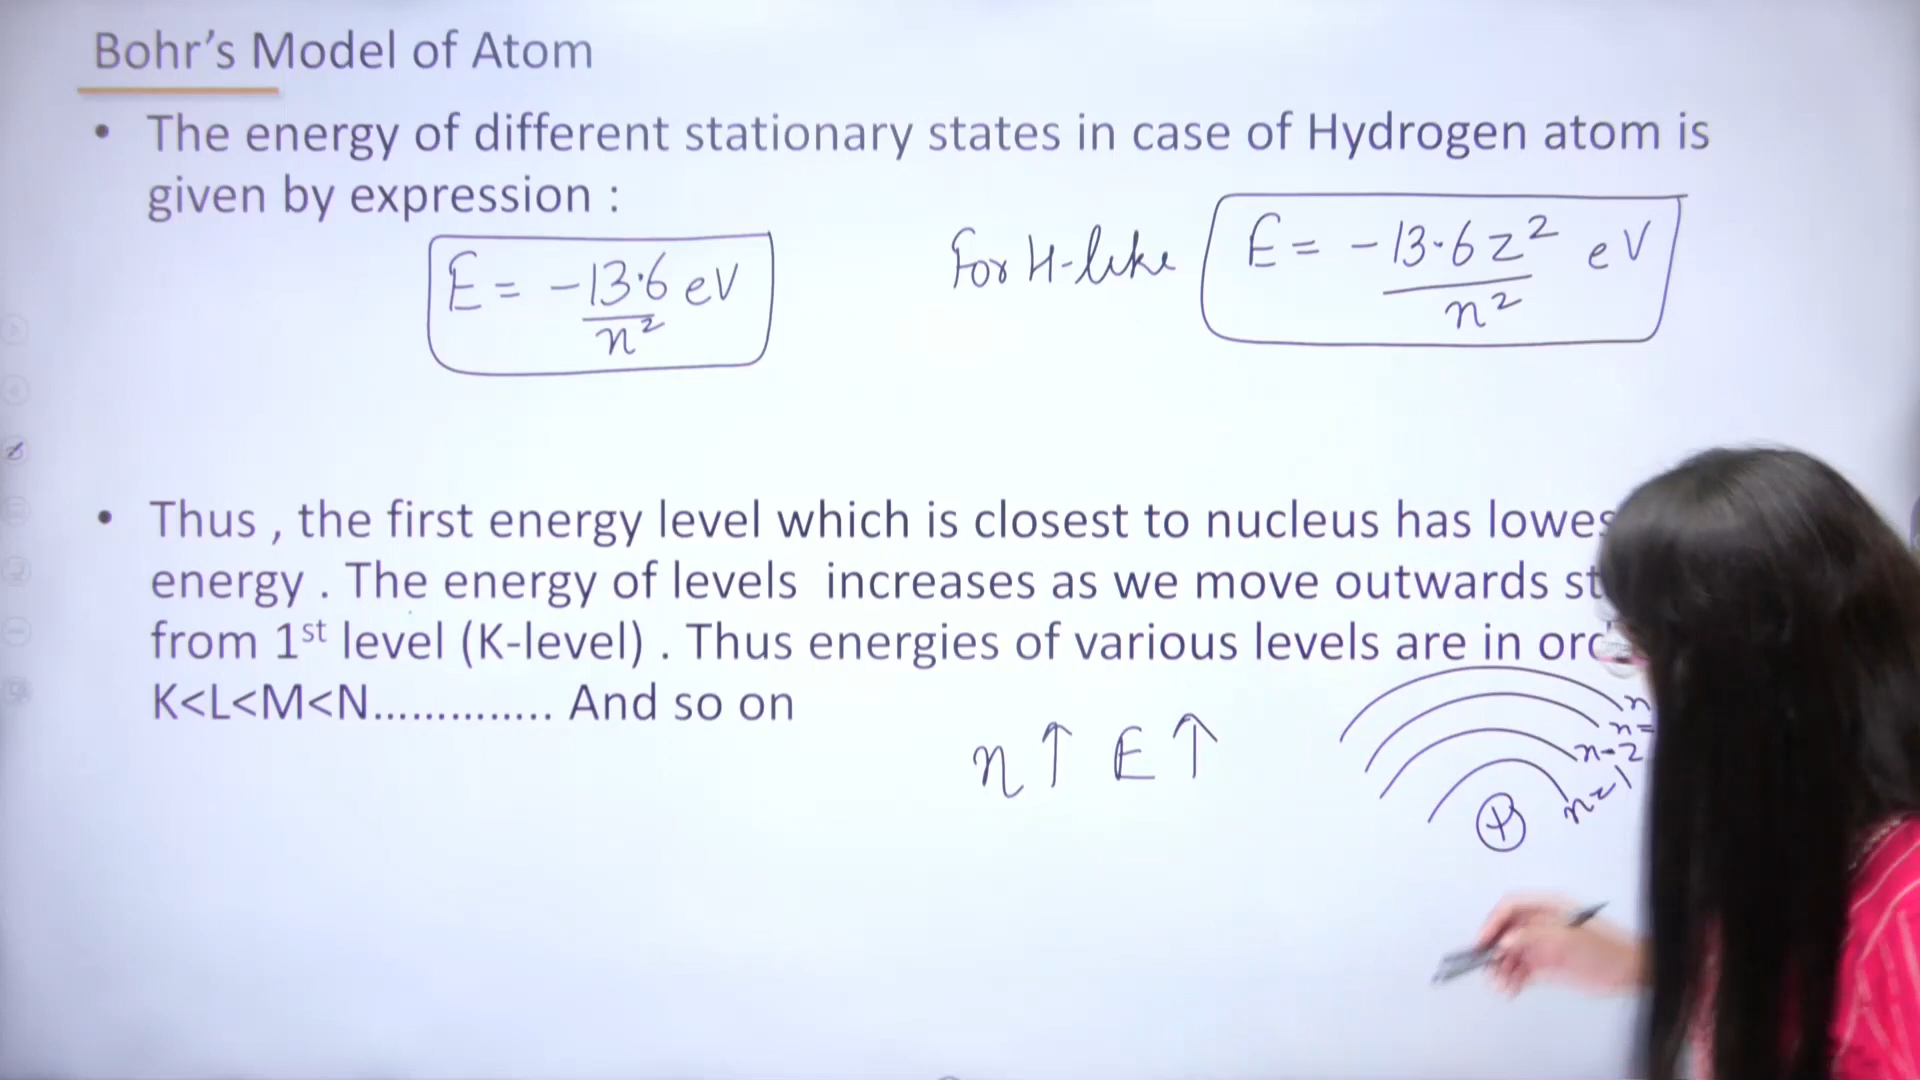 Bohr's Model of Atom
• The energy of different stationary states in case of Hydrogen atom is
given by expression :
E = -13.6/n² eV
For H-like E = -13.6 z²/n² eV
• Thus , the first energy level which is closest to nucleus has lowes
energy . The energy of levels increases as we move outwards st
from 1st level (K-level) . Thus energies of various levels are in orc
K<L<M<N.............. And so on
n↑ E↑
n
n=
n=2
n=1
+